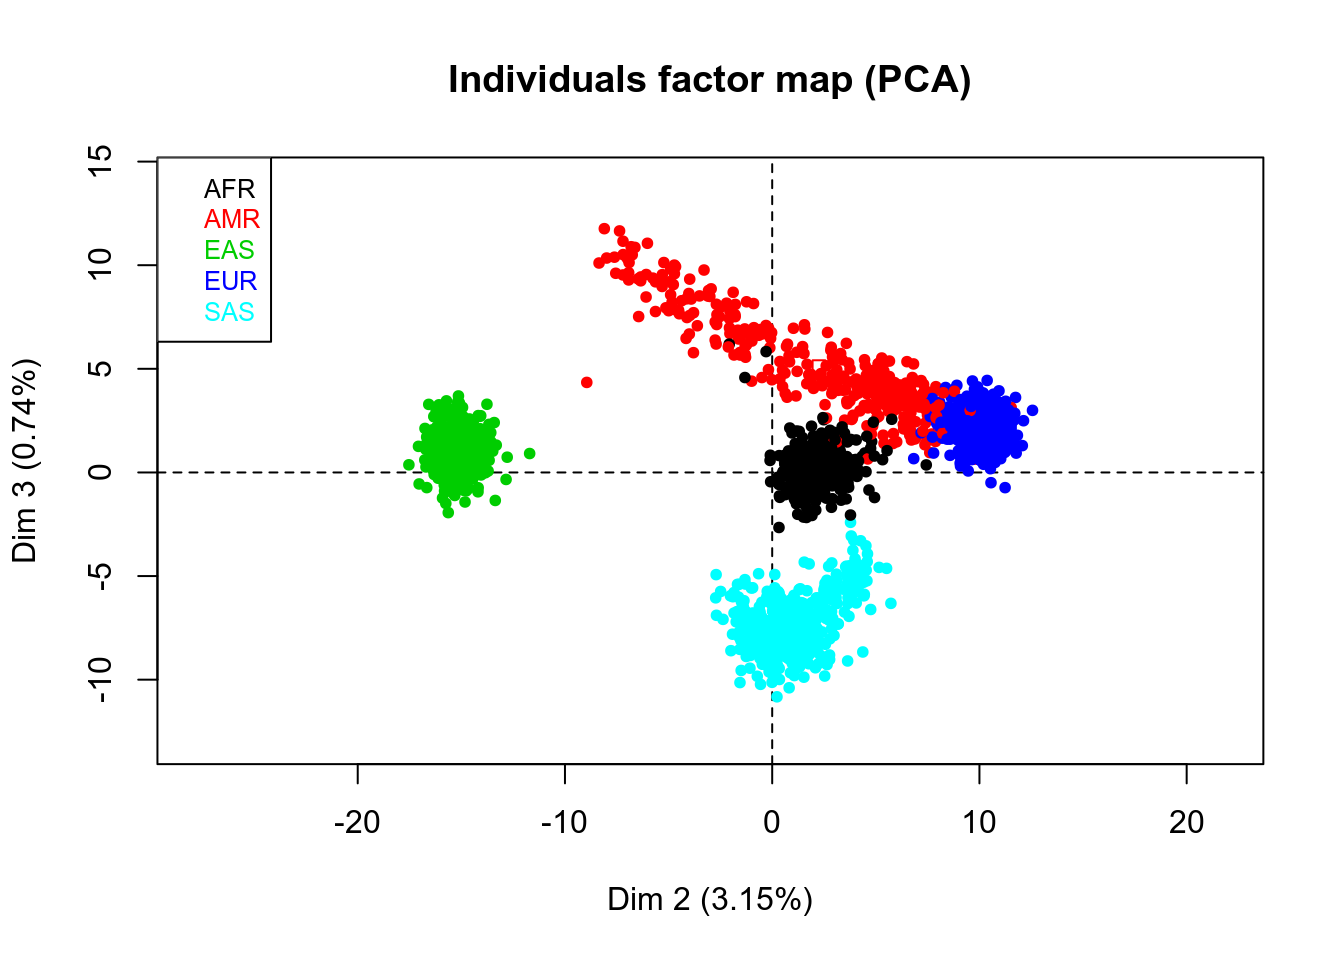 Individuals factor map (PCA)
AFR
AMR
EAS
EUR
SAS
15
10
5
0
-5
-10
Dim 3 (0.74%)
-20
-10
0
10
20
Dim 2 (3.15%)